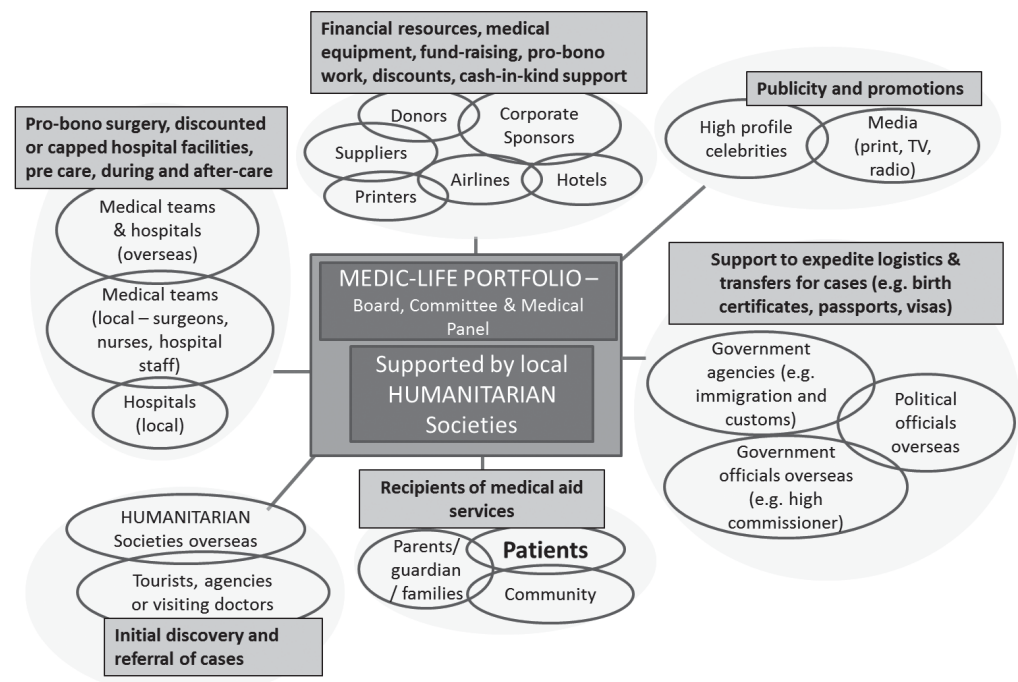 Financial resources, medical
equipment, fund-raising, pro-bono
work, discounts, cash-in-kind support
Donors
Corporate
Sponsors
Suppliers
Airlines
Hotels
Printers
Publicity and promotions
High profile
celebrities
Media
(print, TV,
radio)
Pro-bono surgery, discounted
or capped hospital facilities,
pre care, during and after-care
Medical teams
& hospitals
(overseas)
Medical teams
(local – surgeons,
nurses, hospital
staff)
Hospitals
(local)
MEDIC-LIFE PORTFOLIO –
Board, Committee & Medical
Panel
Supported by local
HUMANITARIAN
Societies
Support to expedite logistics &
transfers for cases (e.g. birth
certificates, passports, visas)
Government
agencies (e.g.
immigration and
customs)
Political
officials
overseas
Government
officials overseas
(e.g. high
commissioner)
HUMANITARIAN
Societies overseas
Tourists, agencies
or visiting doctors
Initial discovery and
referral of cases
Recipients of medical aid
services
Parents/
guardian
/ families
Patients
Community